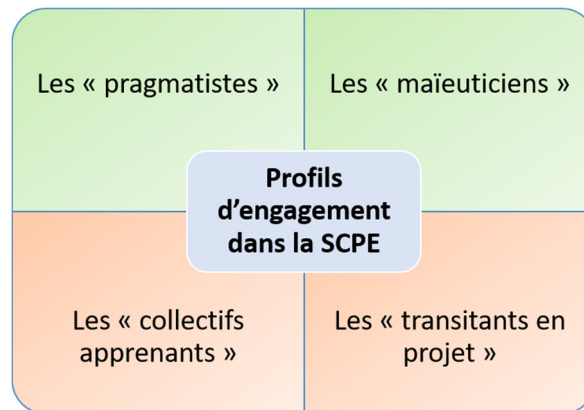 Les « pragmatistes »
Les « maïeuticiens »
Profils
d’engagement
dans la SCPE
Les « collectifs
apprenants »
Les « transitants en
projet »